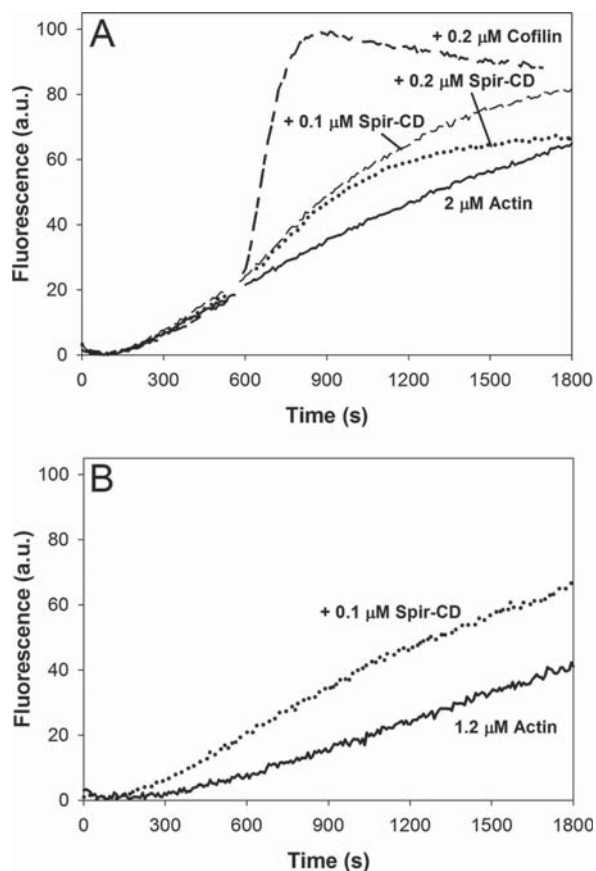 A
100
80
60
40
20
0
Fluorescence (a.u.)
+ 0.2 μM Cofilin
+ 0.2 μM Spir-CD
+ 0.1 μM Spir-CD
2 μM Actin
0 300 600 900 1200 1500 1800
Time (s)
B
100
80
60
40
20
0
Fluorescence (a.u.)
+ 0.1 μM Spir-CD
1.2 μM Actin
0 300 600 900 1200 1500 1800
Time (s)